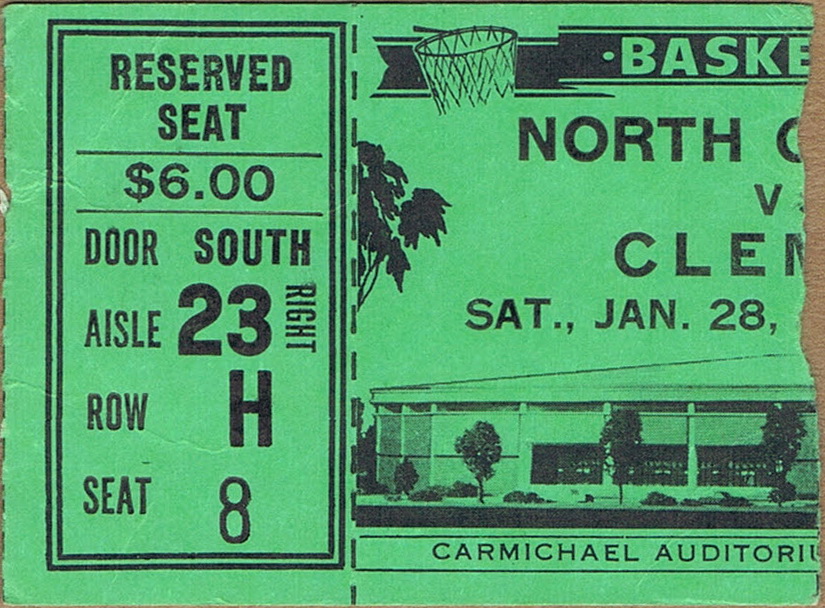 RESERVED
SEAT
$6.00
DOOR SOUTH
AISLE 23 RIGHT
ROW H
SEAT 8
·BASKE
NORTH C
V
CLEM
SAT., JAN. 28,
CARMICHAEL AUDITORIU